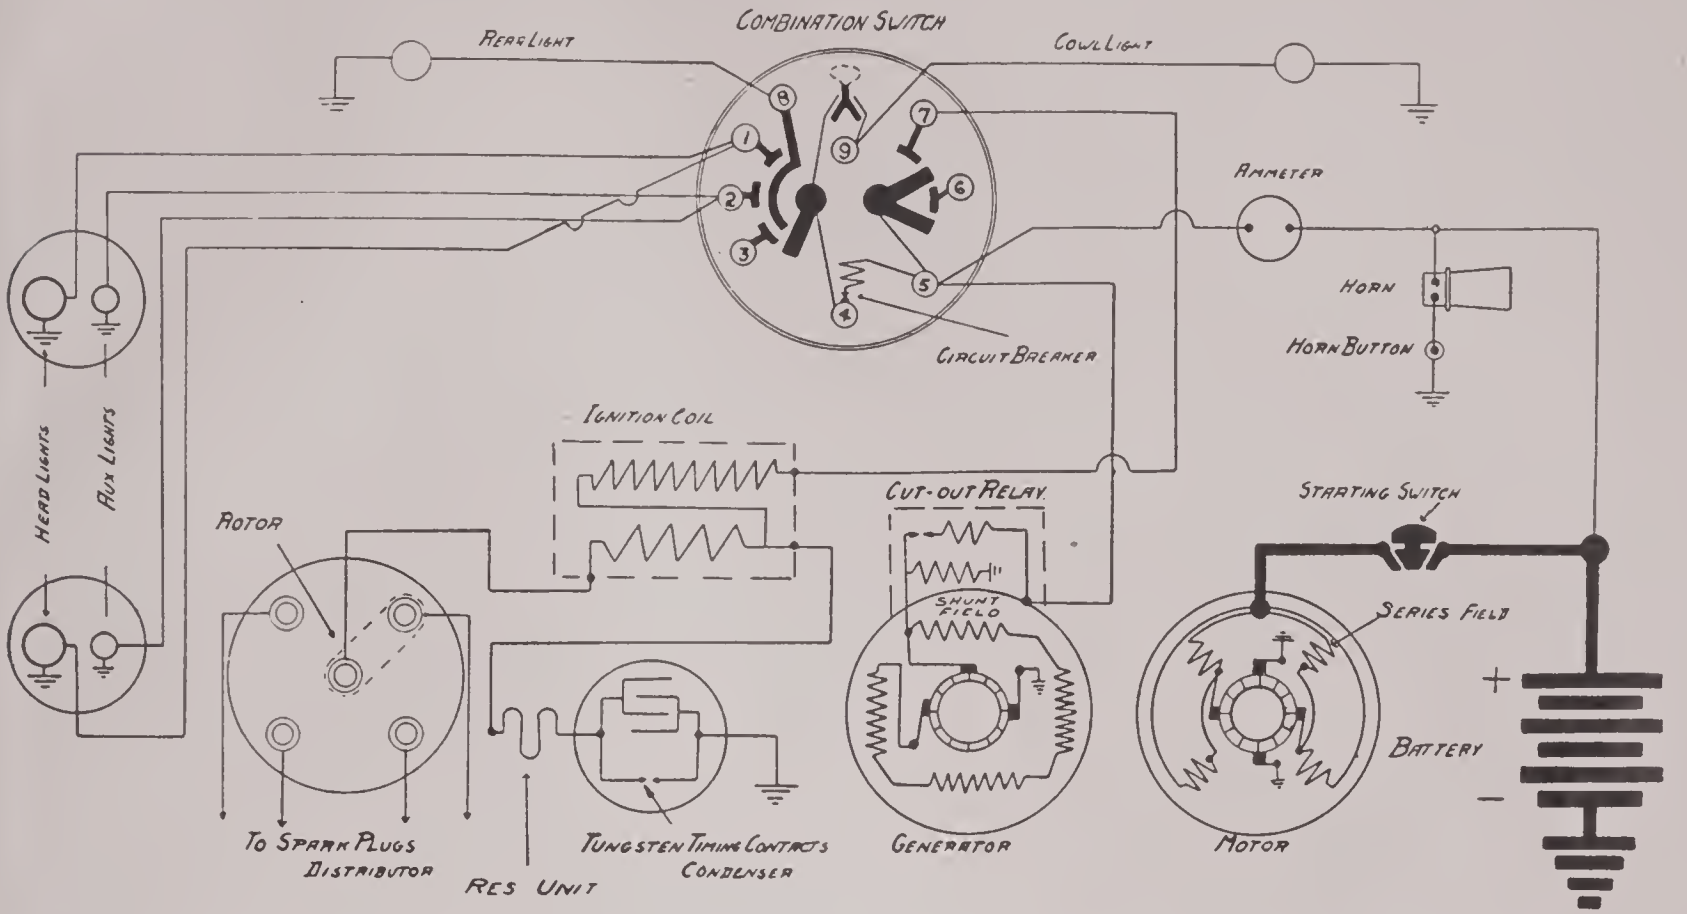 COMBINATION SWITCH
REAR LIGHT
COWL LIGHT
8
7
1
9
6
2
AMMETER
3
5
HORN
4
HORN BUTTON
CIRCUIT BREAKER
HEAD LIGHTS
AUX LIGHTS
IGNITION COIL
CUT-OUT RELAY.
STARTING SWITCH
ROTOR
SHUNT
FIELD
SERIES FIELD
+
BATTERY
-
TO SPARK PLUGS
DISTRIBUTOR
RES UNIT
TUNGSTEN TIMING CONTACTS
CONDENSER
GENERATOR
MOTOR